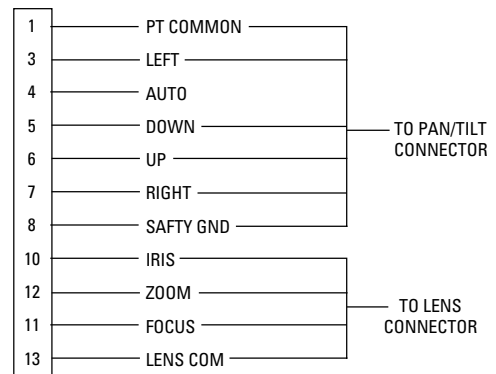 1 PT COMMON
3 LEFT
4 AUTO
5 DOWN
TO PAN/TILT
CONNECTOR
6 UP
7 RIGHT
8 SAFTY GND
10 IRIS
12 ZOOM
TO LENS
CONNECTOR
11 FOCUS
13 LENS COM